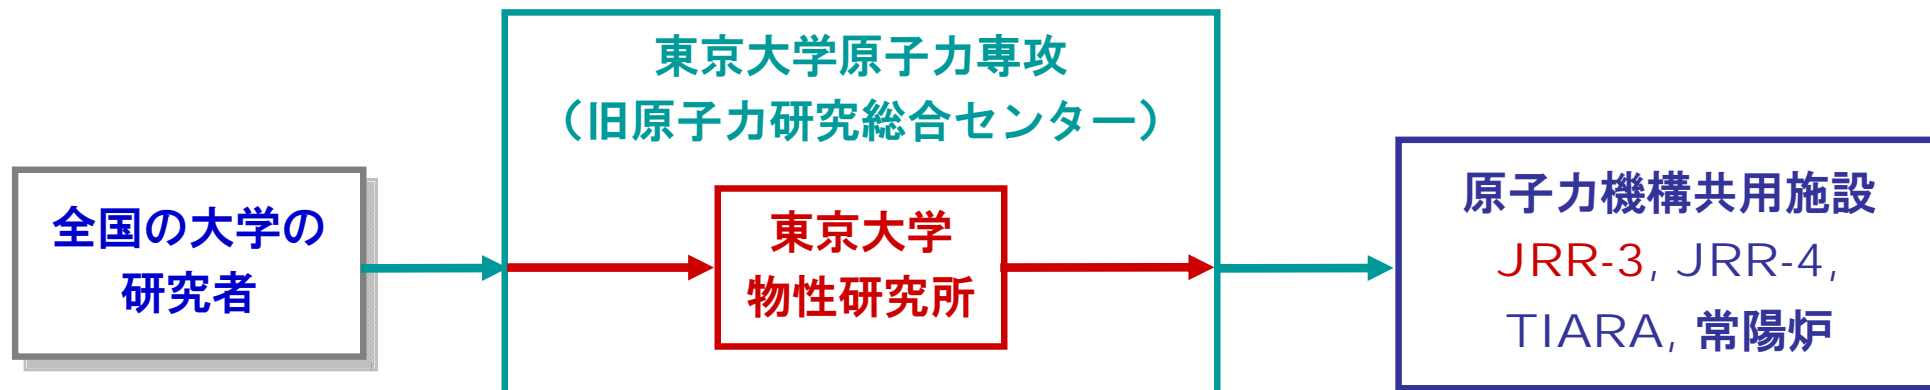 東京大学原子力専攻
（旧原子力研究総合センター）
全国の大学の
研究者
東京大学
物性研究所
原子力機構共用施設
JRR-3, JRR-4,
TIARA, 常陽炉